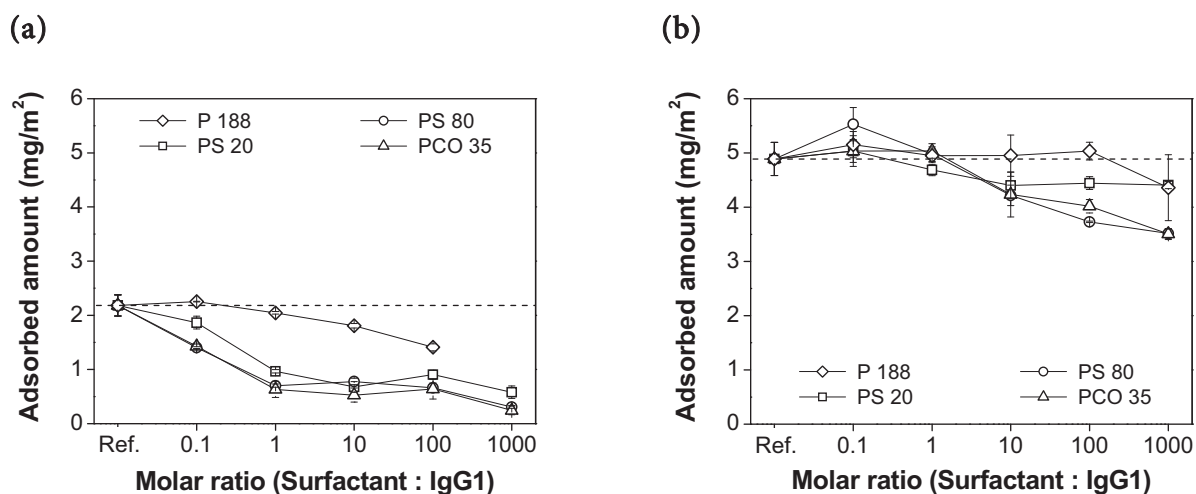 (a)
Adsorbed amount (mg/m²)
6
5
4
3
2
1
0
P 188
PS 80
PS 20
PCO 35
Ref.
0.1
1
10
100
1000
Molar ratio (Surfactant : IgG1)
(b)
Adsorbed amount (mg/m²)
6
5
4
3
2
1
0
P 188
PS 80
PS 20
PCO 35
Ref.
0.1
1
10
100
1000
Molar ratio (Surfactant : IgG1)